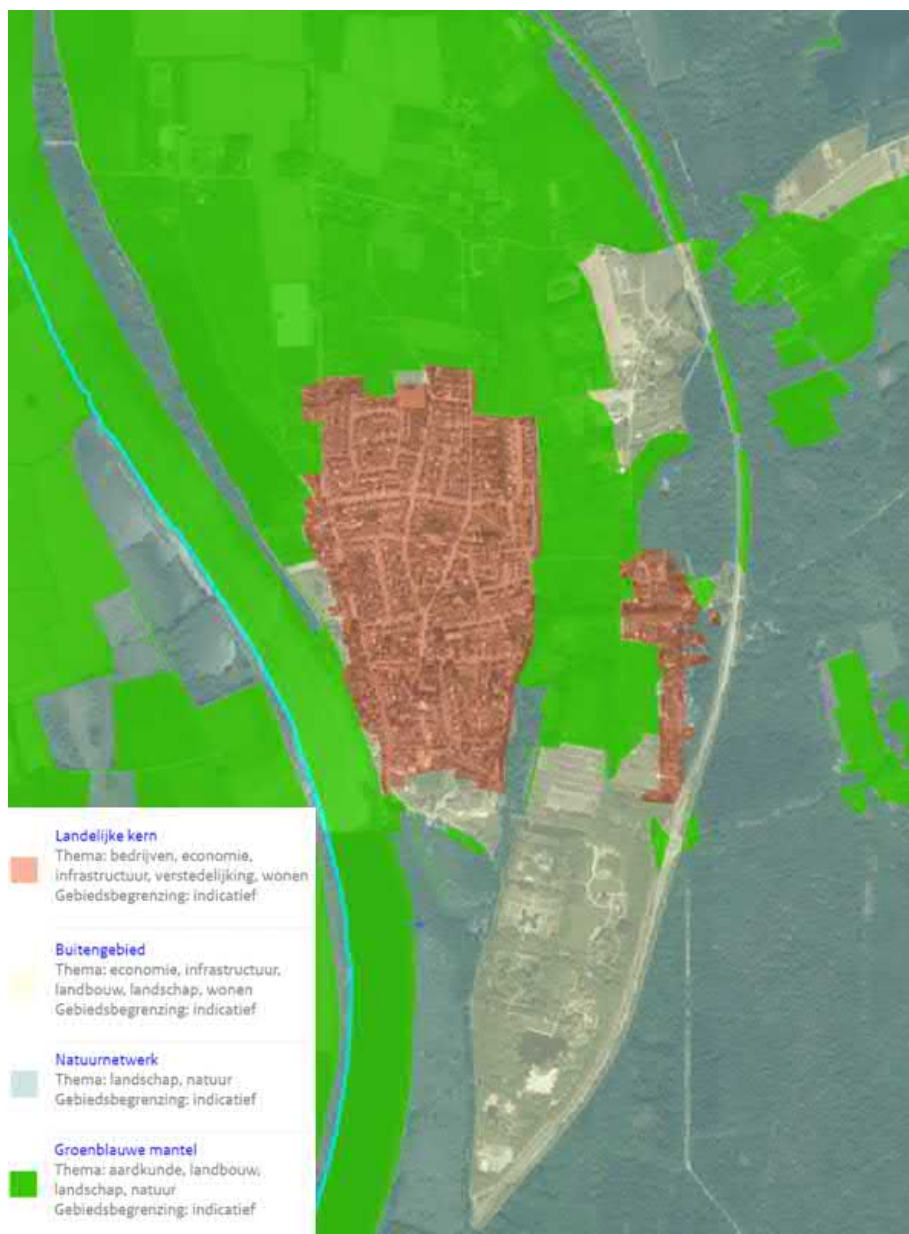 Landelijke kern
Thema: bedrijven, economie,
infrastructuur, verstedelijking, wonen
Gebiedsbegrenzing: indicatief
Buitengebied
Thema: economie, infrastructuur,
landbouw, landschap, wonen
Gebiedsbegrenzing: indicatief
Natuurnetwerk
Thema: landschap, natuur
Gebiedsbegrenzing: indicatief
Groenblauwe mantel
Thema: aardkunde, landbouw,
landschap, natuur
Gebiedsbegrenzing: indicatief